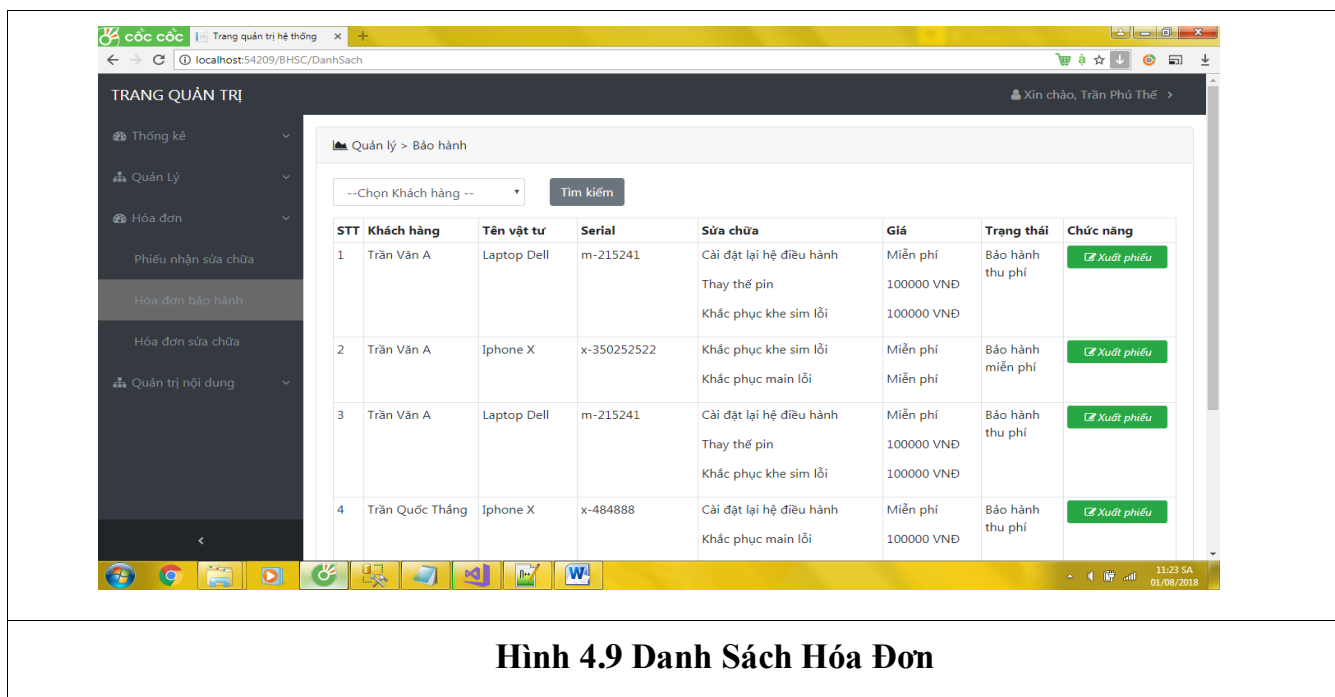 cốc cốc Trang quản trị hệ thống
localhost:54209/BHSC/DanhSach
TRANG QUẢN TRỊ
Xin chào, Trần Phú Thế >
Thống kê
Quản Lý
Hóa đơn
Phiếu nhận sửa chữa
Hóa đơn bảo hành
Hóa đơn sửa chữa
Quản trị nội dung
Quản lý > Bảo hành
--Chọn Khách hàng -- Tìm kiếm
STT Khách hàng Tên vật tư Serial Sửa chữa Giá Trạng thái Chức năng
1 Trần Văn A Laptop Dell m-215241 Cài đặt lại hệ điều hành Miễn phí Bảo hành Xuất phiếu
thu phí
Thay thế pin 100000 VNĐ
Khắc phục khe sim lỗi 100000 VNĐ
2 Trần Văn A Iphone X x-350252522 Khắc phục khe sim lỗi Miễn phí Bảo hành Xuất phiếu
miễn phí
Khắc phục main lỗi Miễn phí
3 Trần Văn A Laptop Dell m-215241 Cài đặt lại hệ điều hành Miễn phí Bảo hành Xuất phiếu
thu phí
Thay thế pin 100000 VNĐ
Khắc phục khe sim lỗi 100000 VNĐ
4 Trần Quốc Thắng Iphone X x-484888 Cài đặt lại hệ điều hành Miễn phí Bảo hành Xuất phiếu
thu phí
Khắc phục main lỗi 100000 VNĐ
11:23 SA
01/08/2018
Hình 4.9 Danh Sách Hóa Đơn